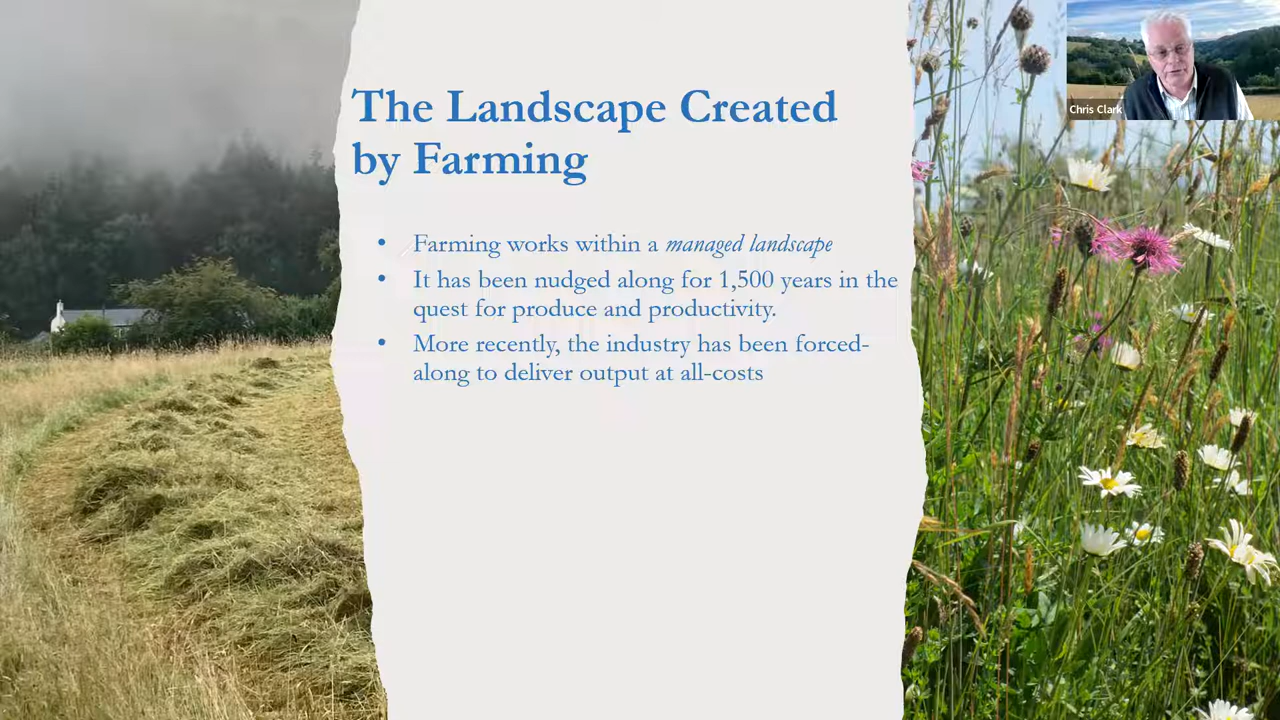 The Landscape Created
by Farming
• Farming works within a managed landscape
• It has been nudged along for 1,500 years in the
quest for produce and productivity.
• More recently, the industry has been forced-
along to deliver output at all-costs
Chris Clark